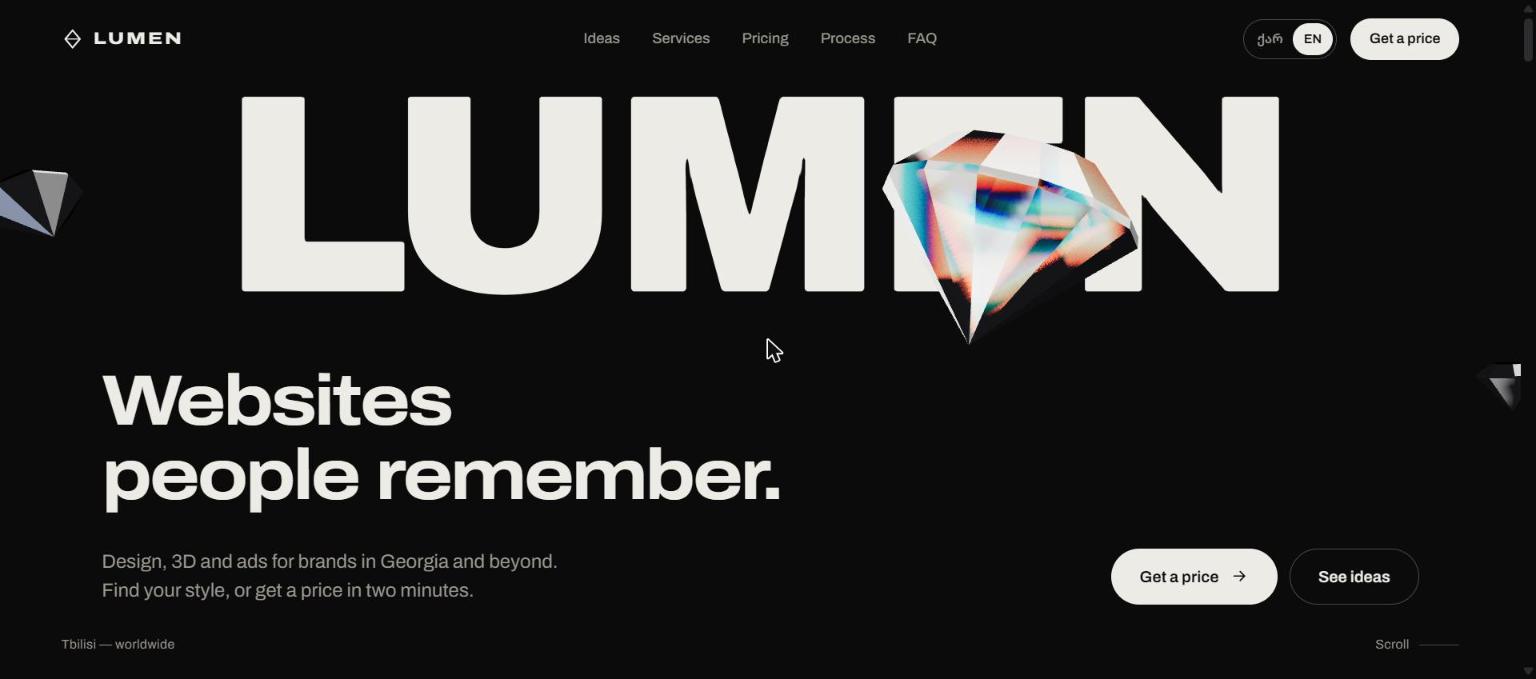 LUMEN
Ideas
Services
Pricing
Process
FAQ
ქარ
EN
Get a price
LUMEN
Websites
people remember.
Design, 3D and ads for brands in Georgia and beyond.
Find your style, or get a price in two minutes.
Get a price →
See ideas
Tbilisi — worldwide
Scroll